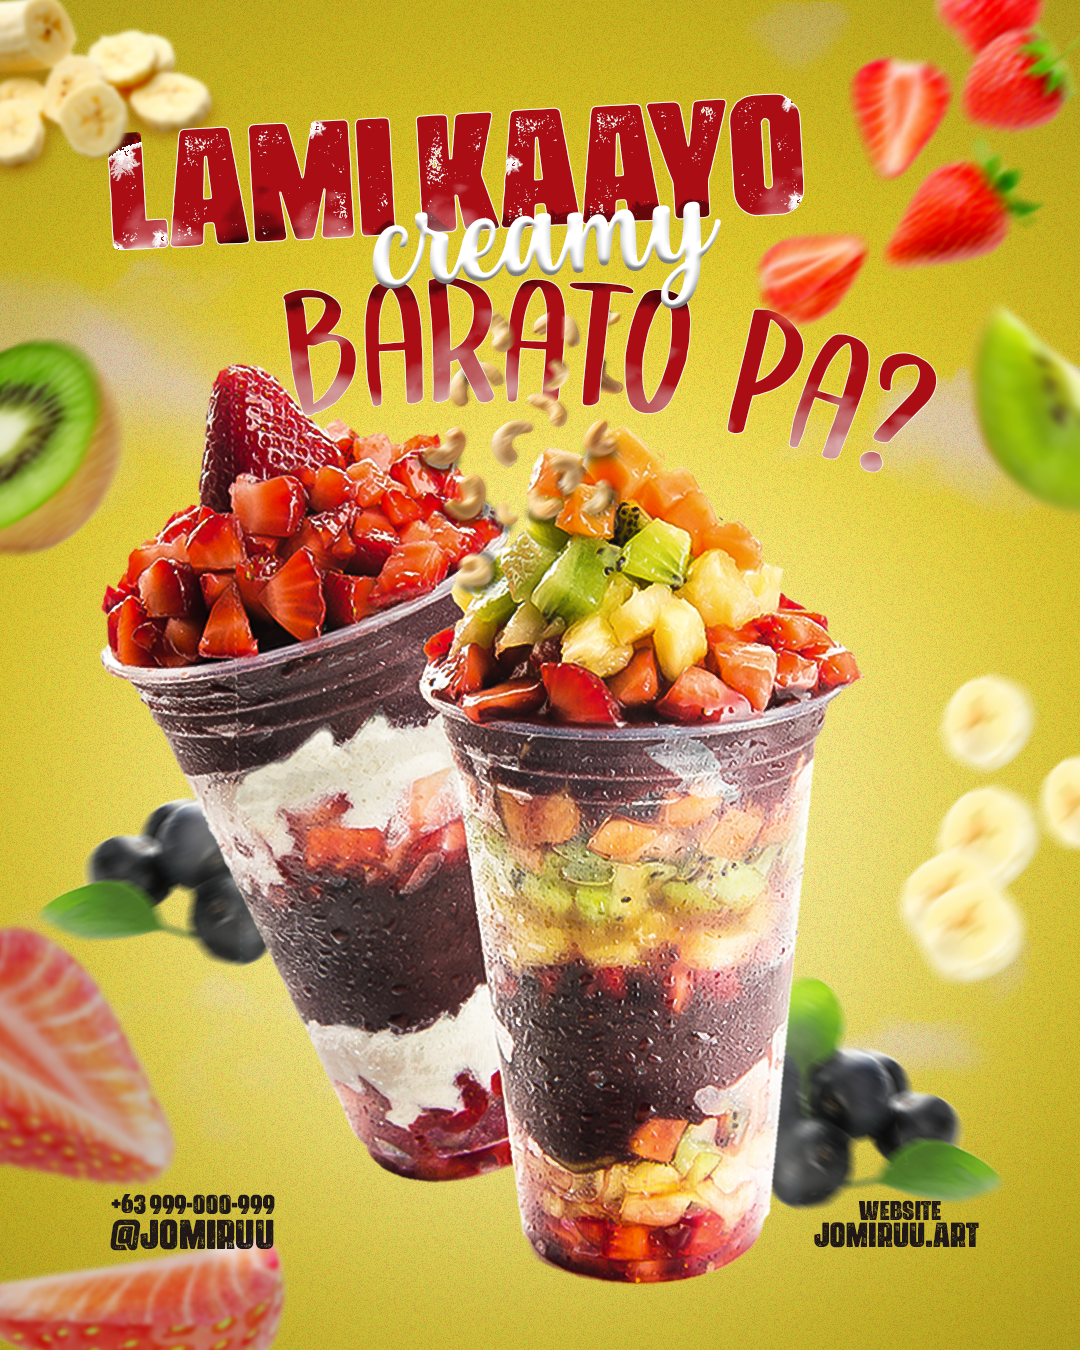 LAMI KAAYO
creamy
BARATO PA?
+63 999-000-999
@JOMIRUU
WEBSITE
JOMIRUU.ART